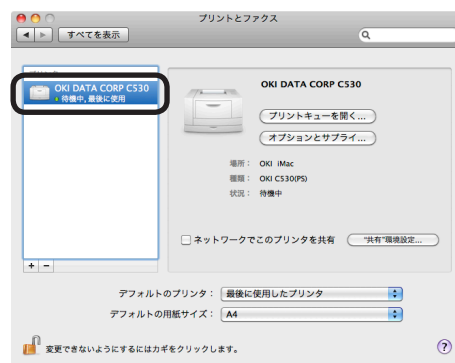 プリントとファクス
すべてを表示
OKI DATA CORP C530
待機中, 最後に使用
OKI DATA CORP C530
プリントキューを開く...
オプションとサプライ...
場所： OKI iMac
種類： OKI C530(PS)
状況： 待機中
ネットワークでこのプリンタを共有
"共有"環境設定...
+ −
デフォルトのプリンタ： 最後に使用したプリンタ
デフォルトの用紙サイズ： A4
変更できないようにするにはカギをクリックします。
?